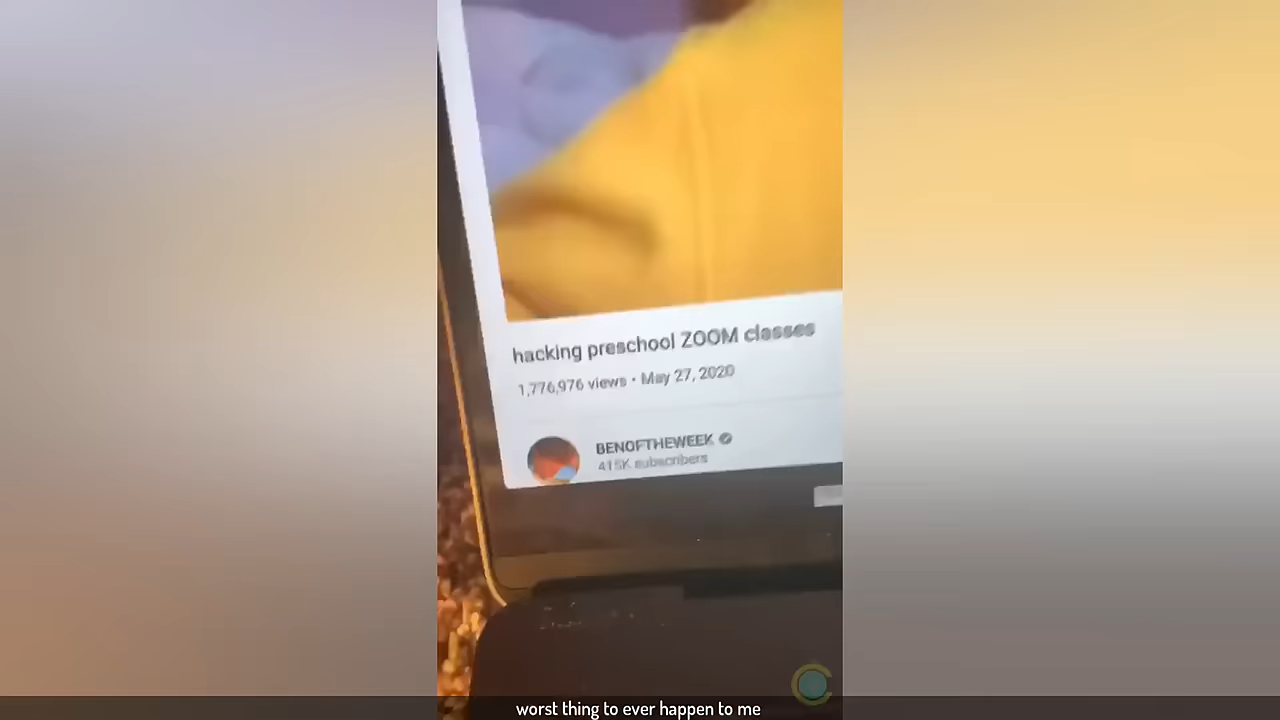 hacking preschool ZOOM classes
1,776,976 views • May 27, 2020
BENOFTHEWEEK
415K subscribers
worst thing to ever happen to me